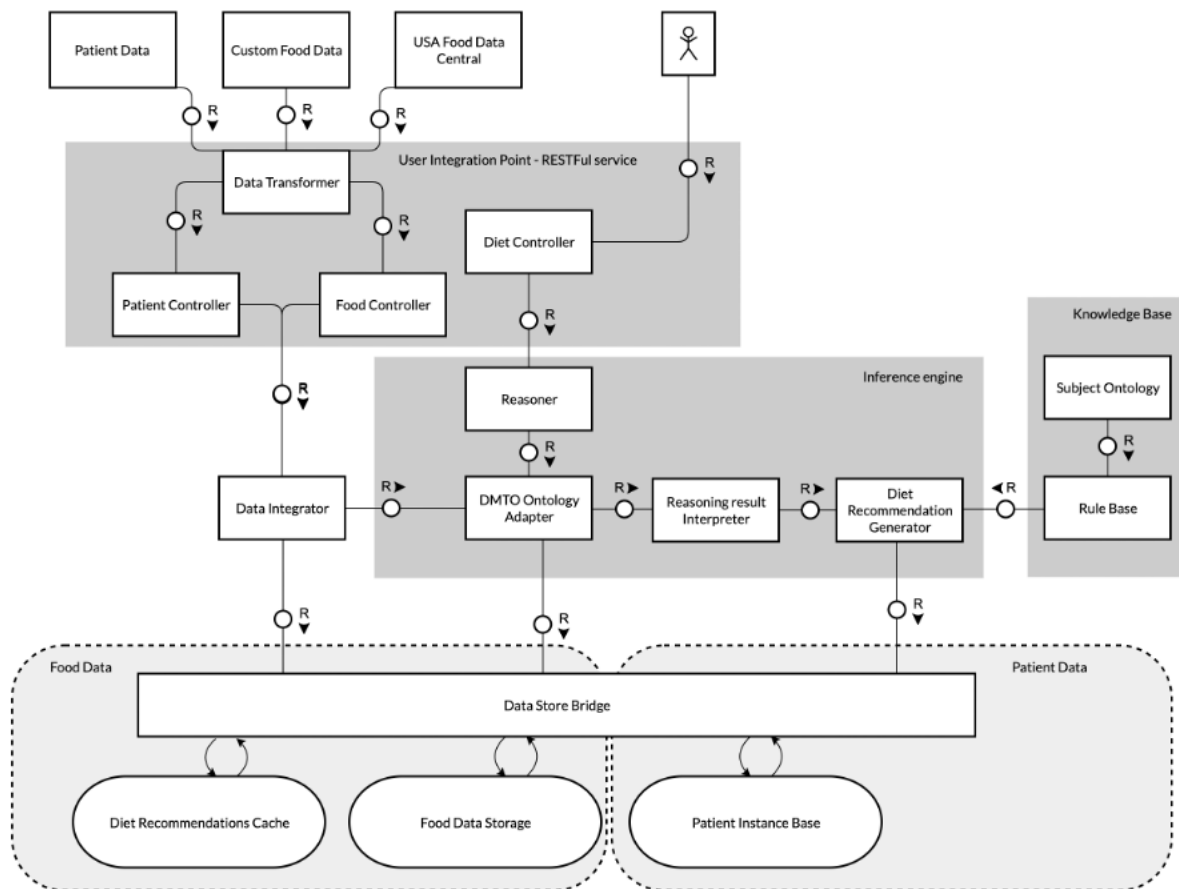 Patient Data
Custom Food Data
USA Food Data
Central
R
R
R
R
User Integration Point - RESTFul service
Data Transformer
R
R
Diet Controller
Patient Controller
Food Controller
R
Knowledge Base
Inference engine
R
Reasoner
Subject Ontology
R
R
R
R
R
R
Data Integrator
DMTO Ontology
Adapter
Reasoning result
Interpreter
Diet
Recommendation
Generator
Rule Base
R
R
R
Food Data
Patient Data
Data Store Bridge
Diet Recommendations Cache
Food Data Storage
Patient Instance Base